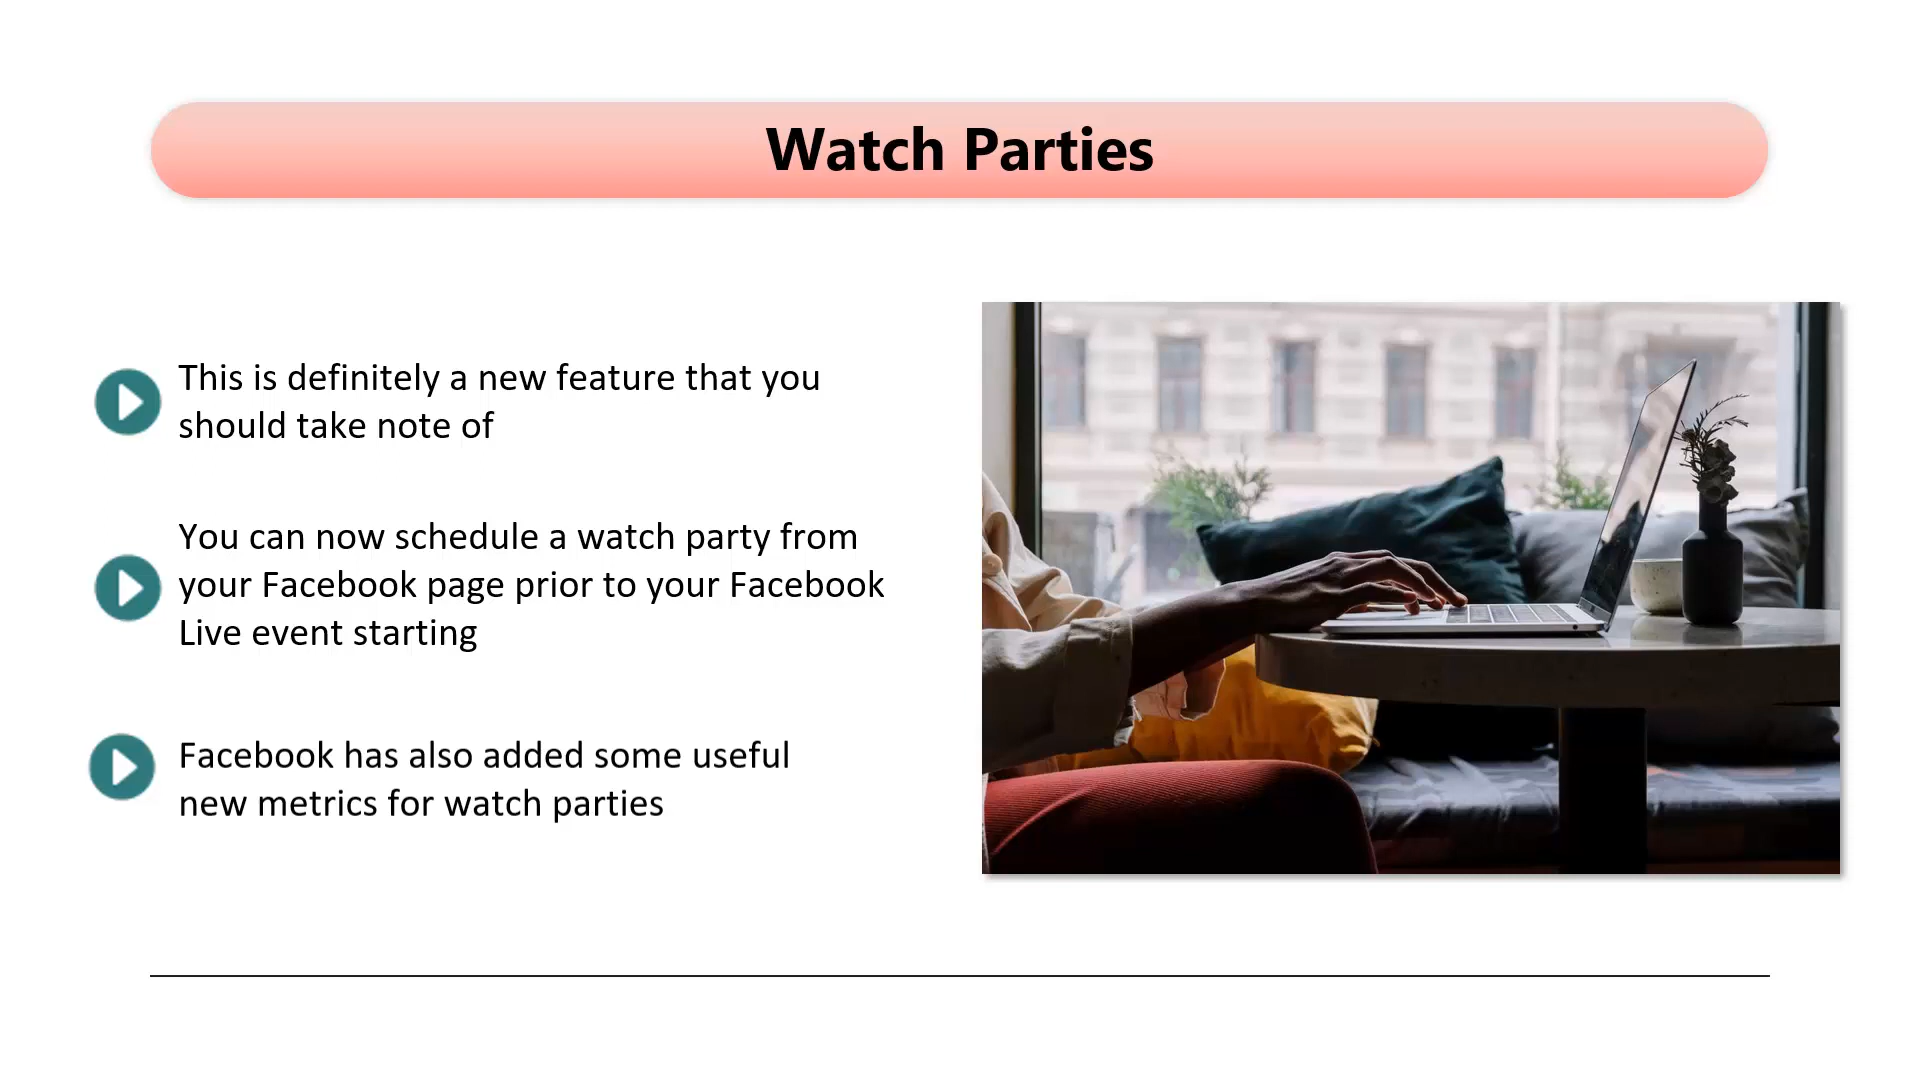 Watch Parties
This is definitely a new feature that you
should take note of
You can now schedule a watch party from
your Facebook page prior to your Facebook
Live event starting
Facebook has also added some useful
new metrics for watch parties